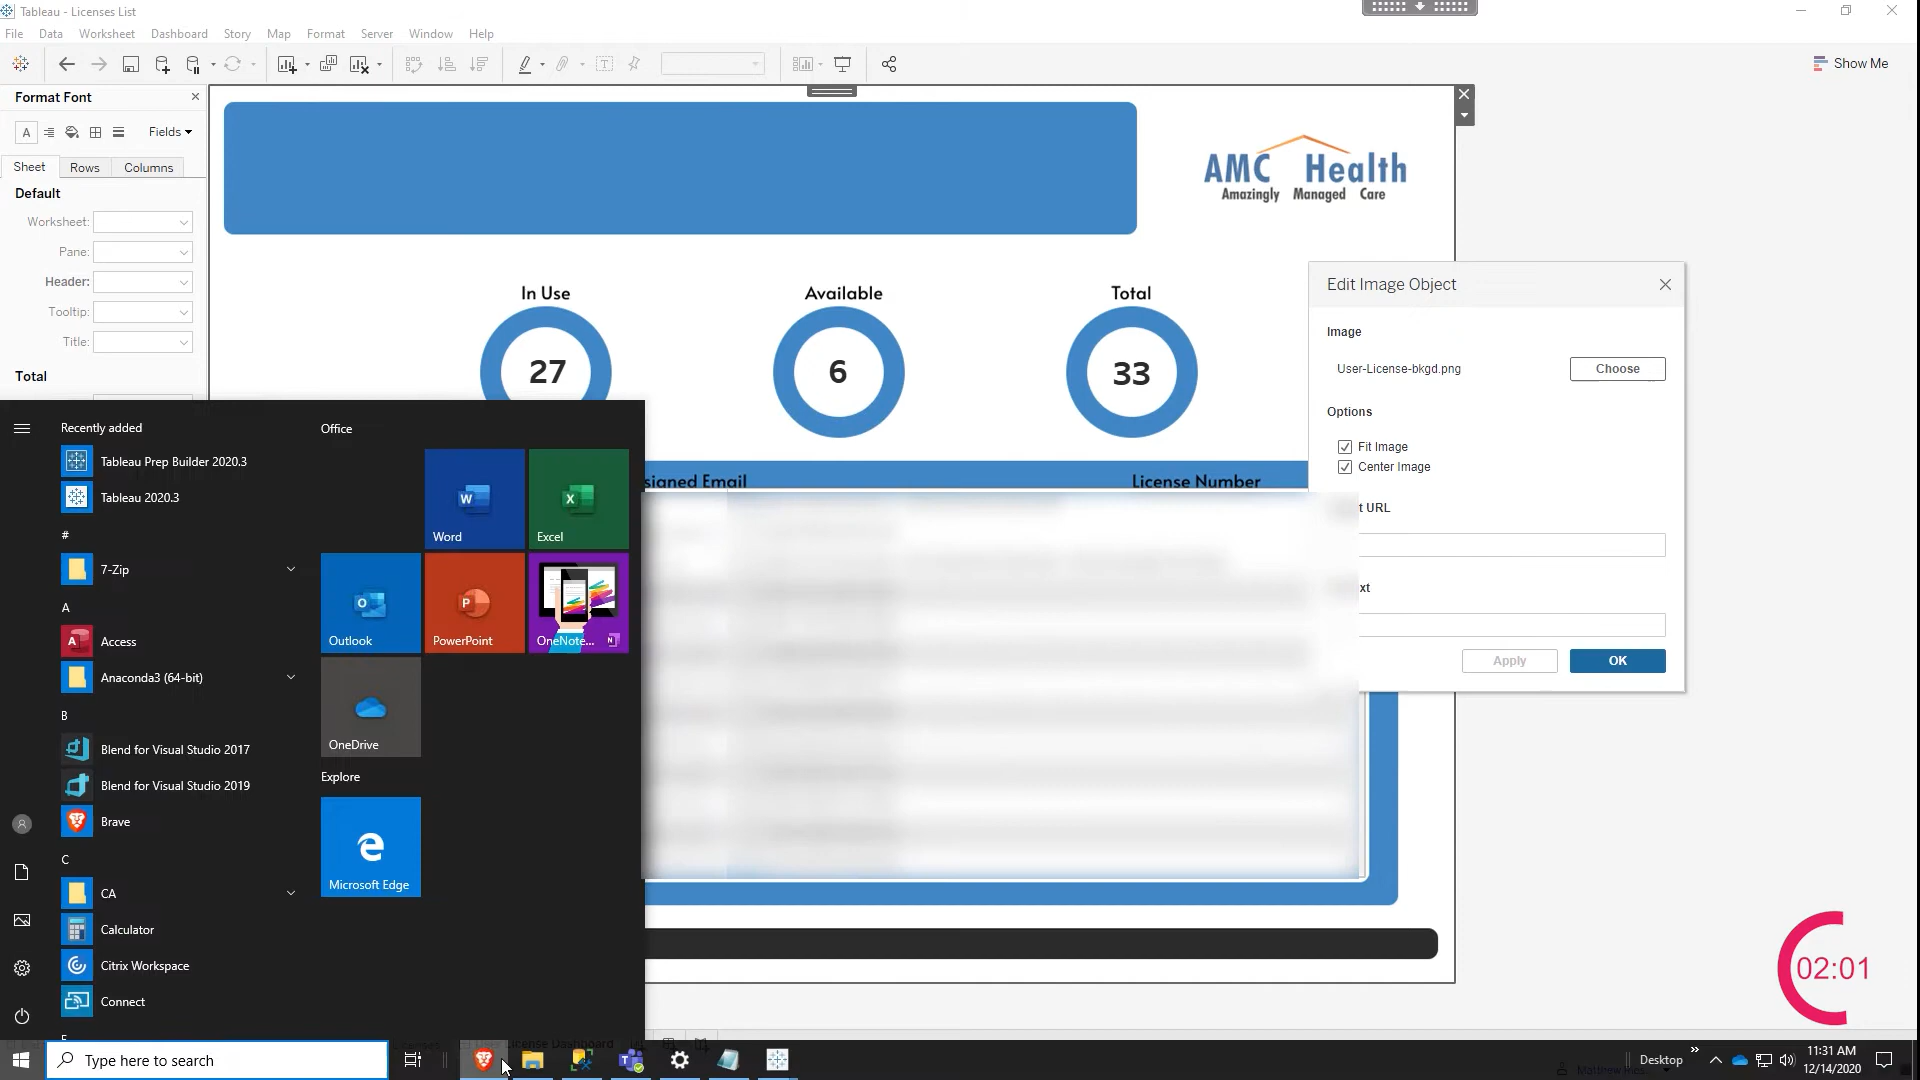 Tableau - Licenses List
File Data Worksheet Dashboard Story Map Format Server Window Help
Show Me
Format Font
A Fields
Sheet Rows Columns
Default
Worksheet:
Pane:
Header:
Tooltip:
Title:
Total
AMC Health
Amazingly Managed Care
In Use Available Total
27 6 33
signed Email License Number
Edit Image Object
Image
User-License-bkgd.png Choose
Options
Fit Image
Center Image
t URL
xt
Apply OK
Recently added
Tableau Prep Builder 2020.3
Tableau 2020.3
#
7-Zip
A
Access
Anaconda3 (64-bit)
B
Blend for Visual Studio 2017
Blend for Visual Studio 2019
Brave
C
CA
Calculator
Citrix Workspace
Connect
Office
Word Excel
Outlook PowerPoint OneNote...
OneDrive
Explore
Microsoft Edge
02:01
License Dashboard
Type here to search
Desktop
11:31 AM
12/14/2020